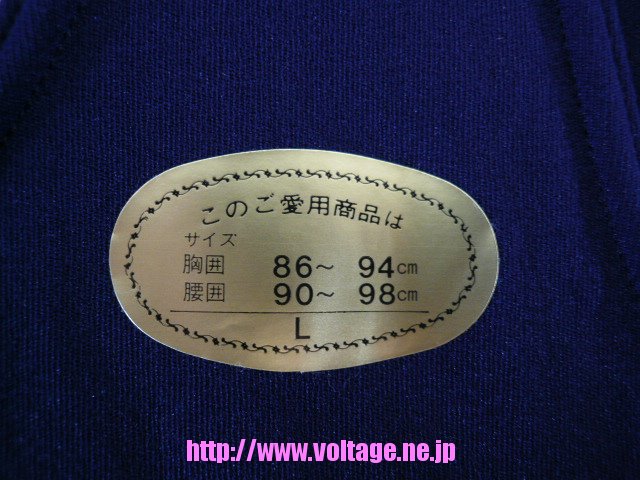 このご愛用商品は
サイズ
胸囲 86～ 94cm
腰囲 90～ 98cm
L
http://www.voltage.ne.jp